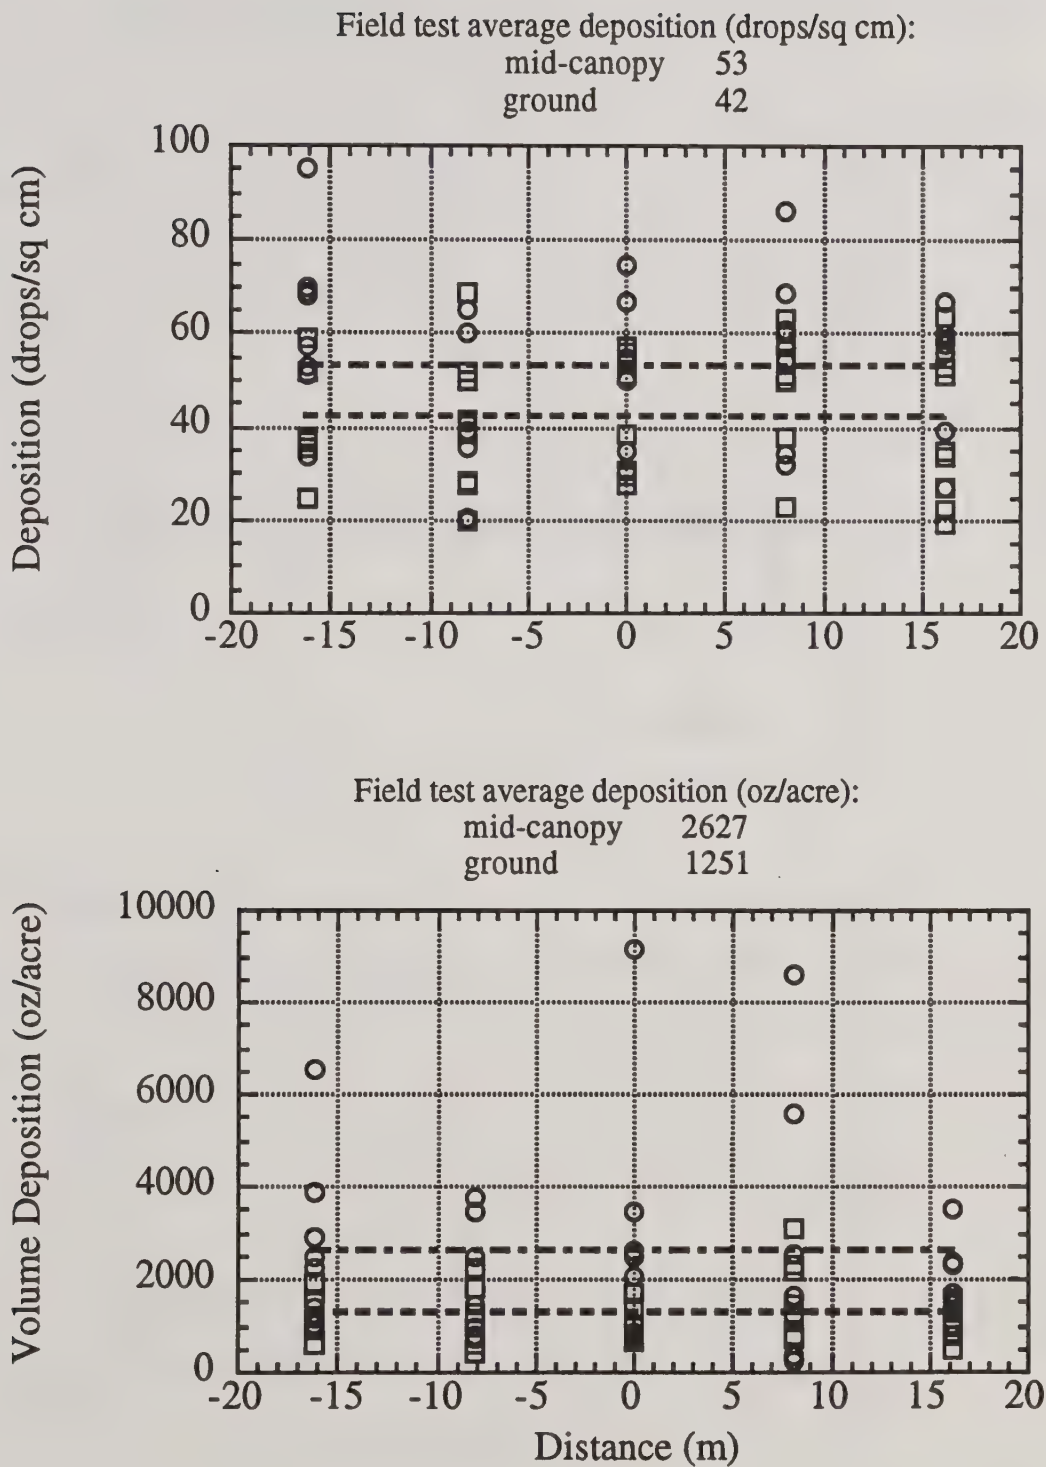 Field test average deposition (drops/sq cm):
mid-canopy 53
ground 42
Deposition (drops/sq cm)
100
80
60
40
20
0
-20 -15 -10 -5 0 5 10 15 20
Field test average deposition (oz/acre):
mid-canopy 2627
ground 1251
Volume Deposition (oz/acre)
10000
8000
6000
4000
2000
0
-20 -15 -10 -5 0 5 10 15 20
Distance (m)